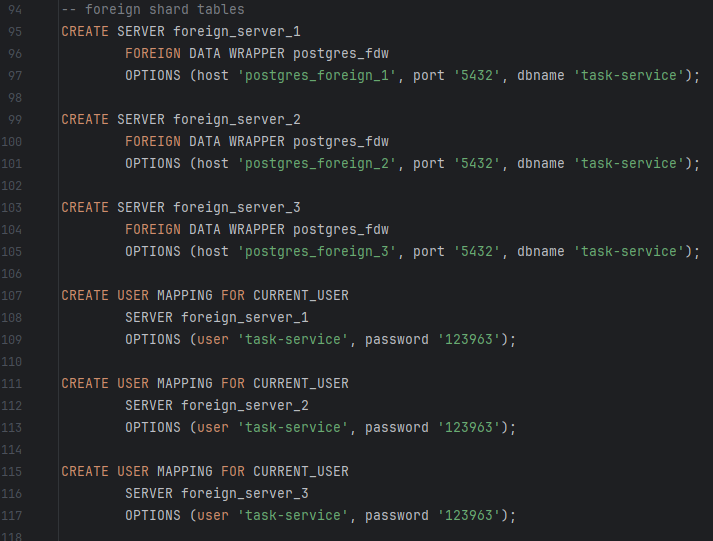 94 -- foreign shard tables
95 CREATE SERVER foreign_server_1
96 FOREIGN DATA WRAPPER postgres_fdw
97 OPTIONS (host 'postgres_foreign_1', port '5432', dbname 'task-service');
98
99 CREATE SERVER foreign_server_2
100 FOREIGN DATA WRAPPER postgres_fdw
101 OPTIONS (host 'postgres_foreign_2', port '5432', dbname 'task-service');
102
103 CREATE SERVER foreign_server_3
104 FOREIGN DATA WRAPPER postgres_fdw
105 OPTIONS (host 'postgres_foreign_3', port '5432', dbname 'task-service');
106
107 CREATE USER MAPPING FOR CURRENT_USER
108 SERVER foreign_server_1
109 OPTIONS (user 'task-service', password '123963');
110
111 CREATE USER MAPPING FOR CURRENT_USER
112 SERVER foreign_server_2
113 OPTIONS (user 'task-service', password '123963');
114
115 CREATE USER MAPPING FOR CURRENT_USER
116 SERVER foreign_server_3
117 OPTIONS (user 'task-service', password '123963');
118